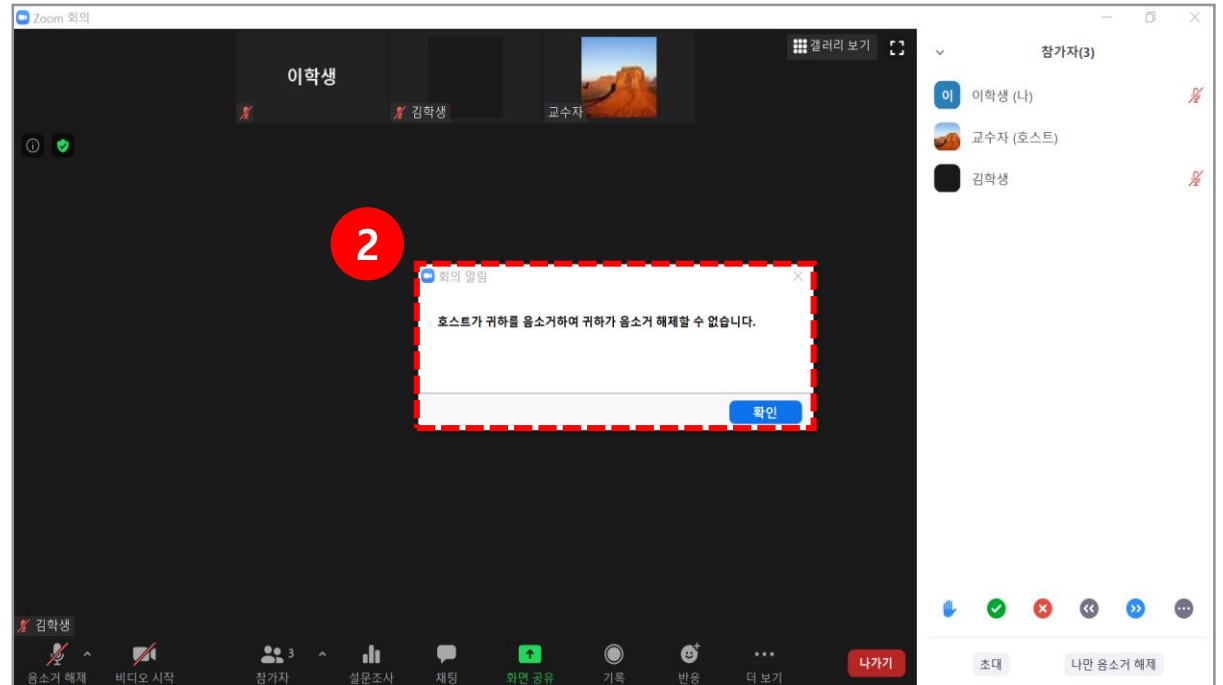 Zoom 회의
이학생
김학생
교수자
갤러리 보기
참가자(3)
이 이학생 (나)
교수자 (호스트)
김학생
2
회의 알림
호스트가 귀하를 음소거하여 귀하가 음소거 해제할 수 없습니다.
확인
김학생
음소거 해제 비디오 시작 참가자 3 설문조사 채팅 화면 공유 기록 반응 더 보기 나가기
초대 나만 음소거 해제